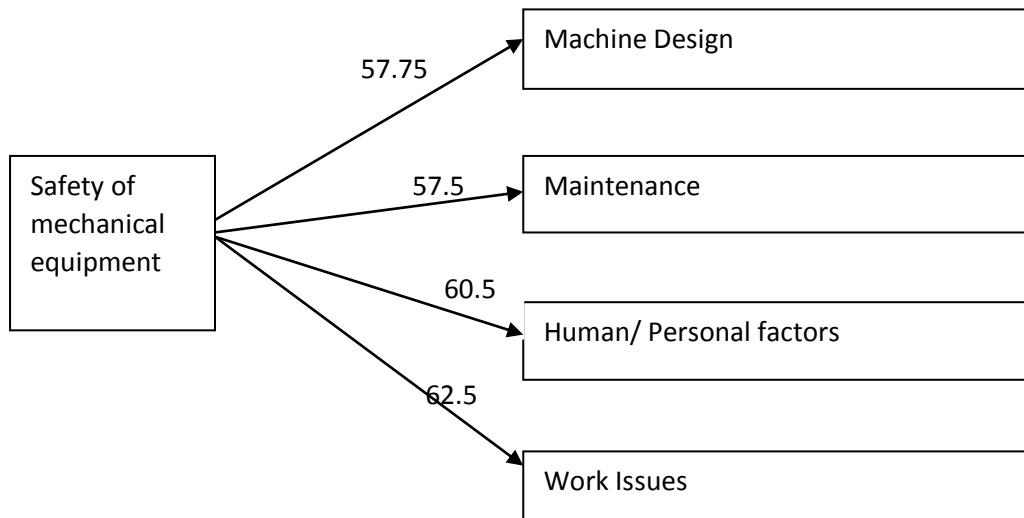 Machine Design
57.75
Safety of
mechanical
equipment
57.5
Maintenance
60.5
Human/ Personal factors
62.5
Work Issues